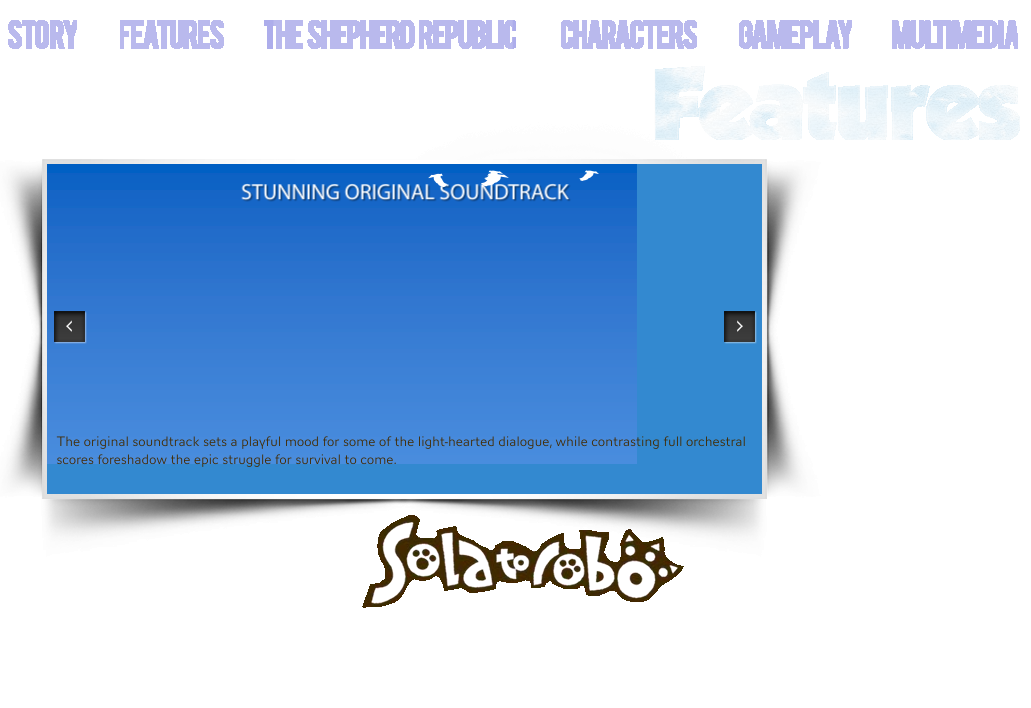 STORY FEATURES THE SHEPHERD REPUBLIC CHARACTERS GAMEPLAY MULTIMEDIA
Features
STUNNING ORIGINAL SOUNDTRACK
The original soundtrack sets a playful mood for some of the light-hearted dialogue, while contrasting full orchestral
scores foreshadow the epic struggle for survival to come.
Solatorobo